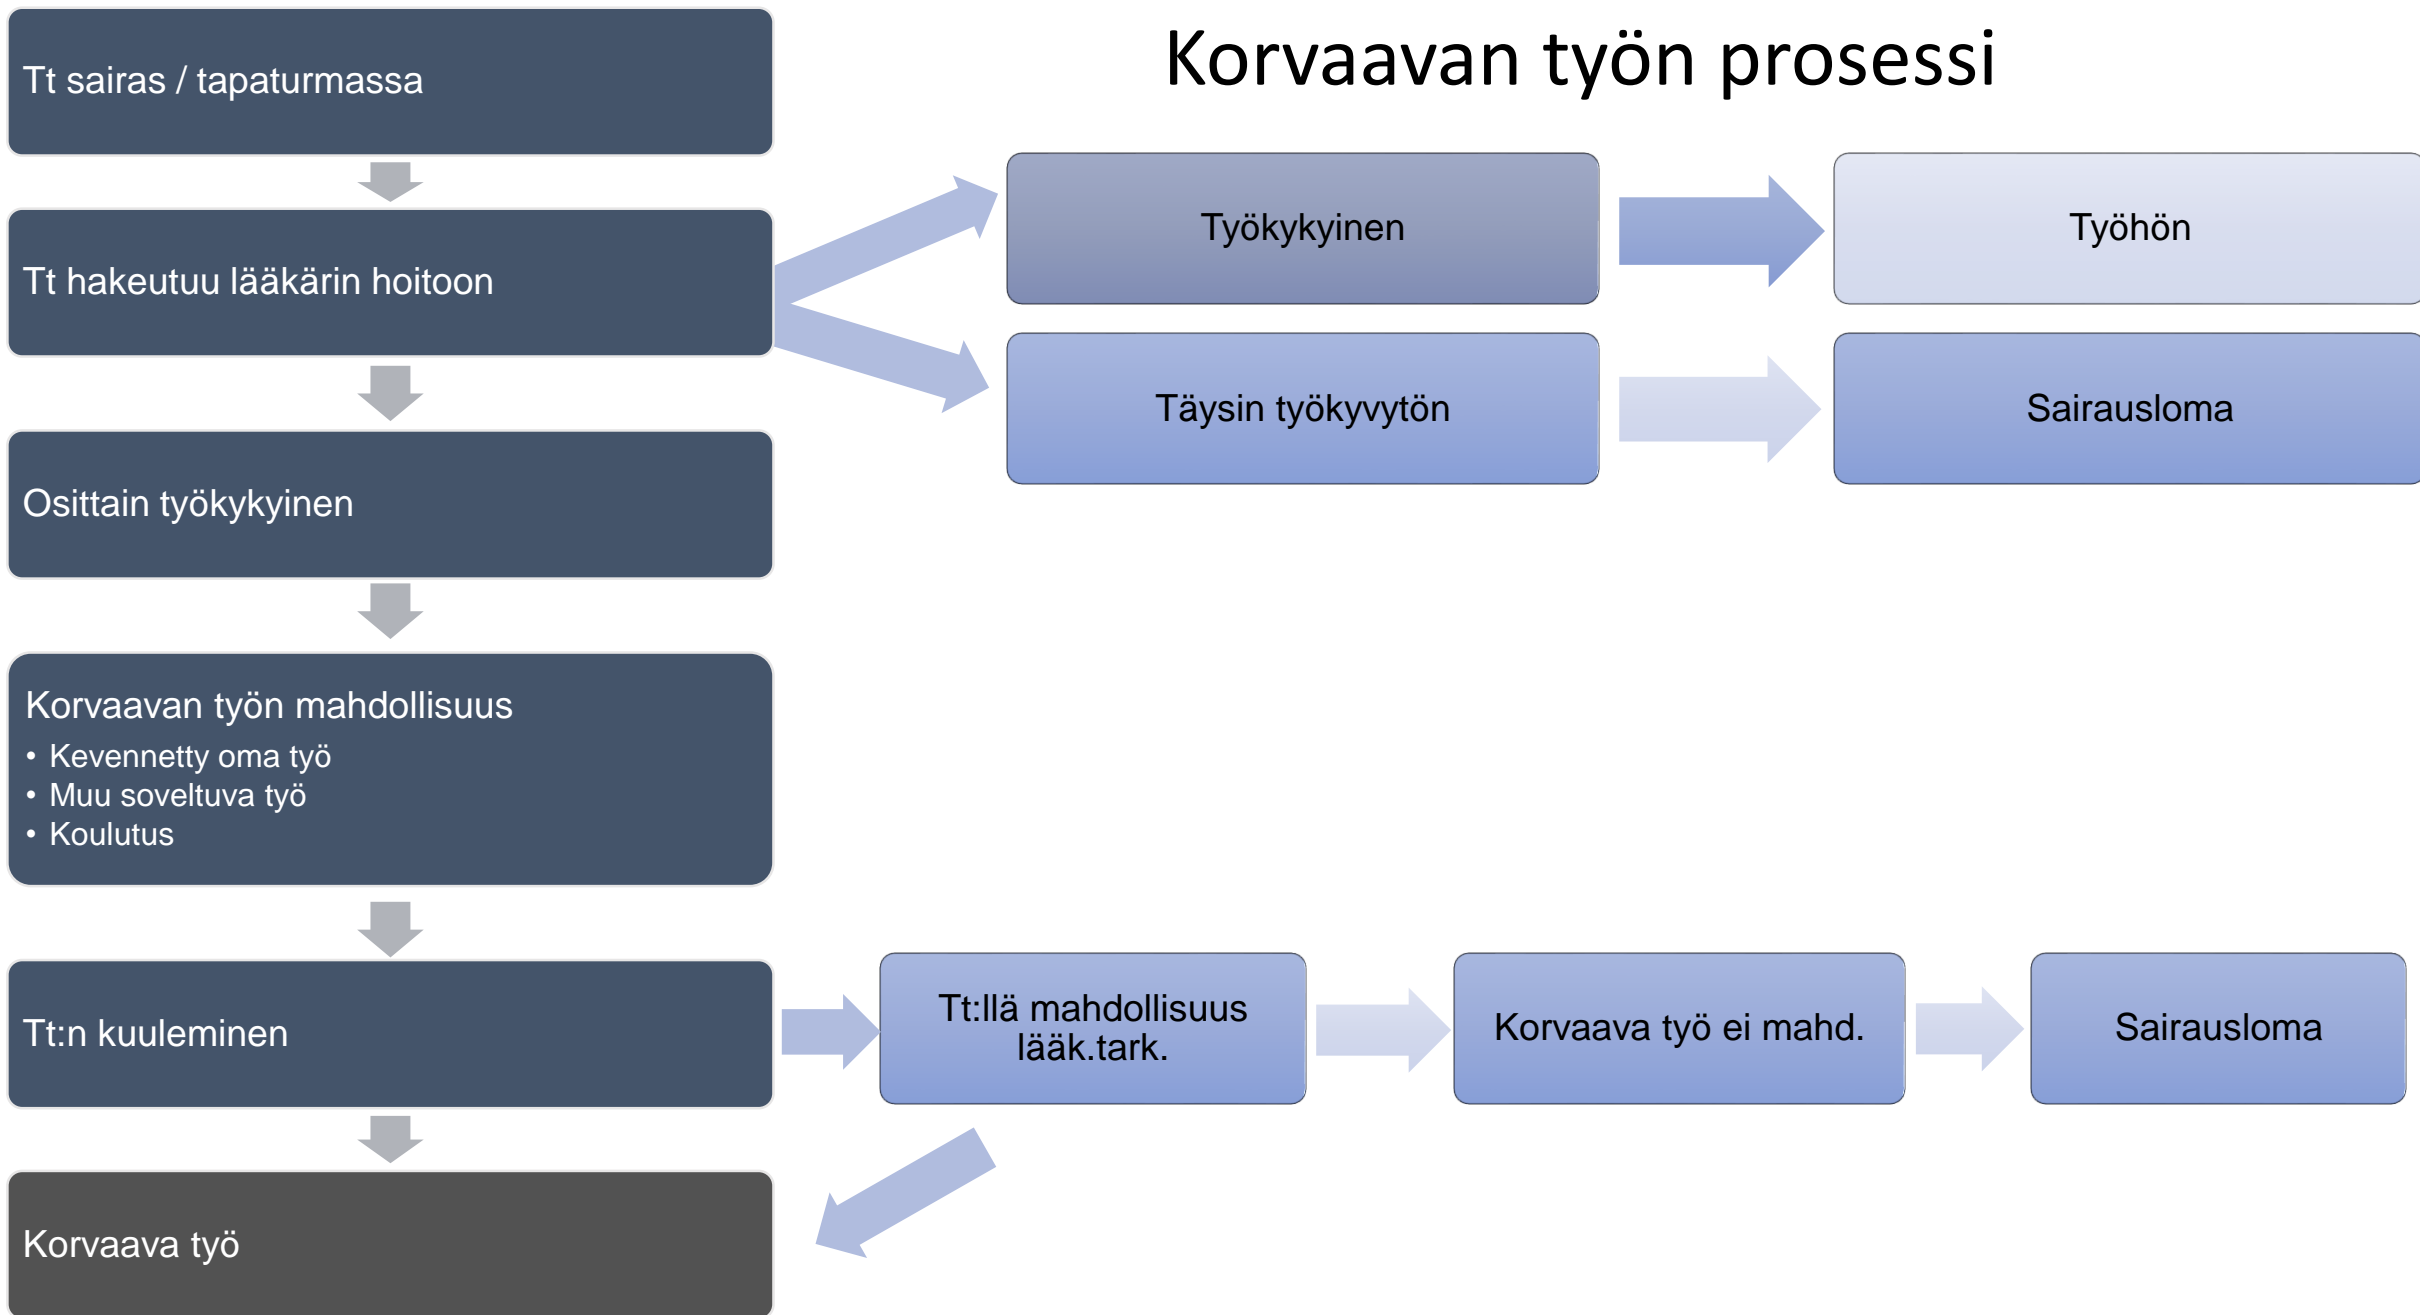 Korvaavan työn prosessi
Tt sairas / tapaturmassa
Tt hakeutuu lääkärin hoitoon
Työkykyinen
Työhön
Täysin työkyvytön
Sairausloma
Osittain työkykyinen
Korvaavan työn mahdollisuus
• Kevennetty oma työ
• Muu soveltuva työ
• Koulutus
Tt:n kuuleminen
Tt:llä mahdollisuus
lääk.tark.
Korvaava työ ei mahd.
Sairausloma
Korvaava työ